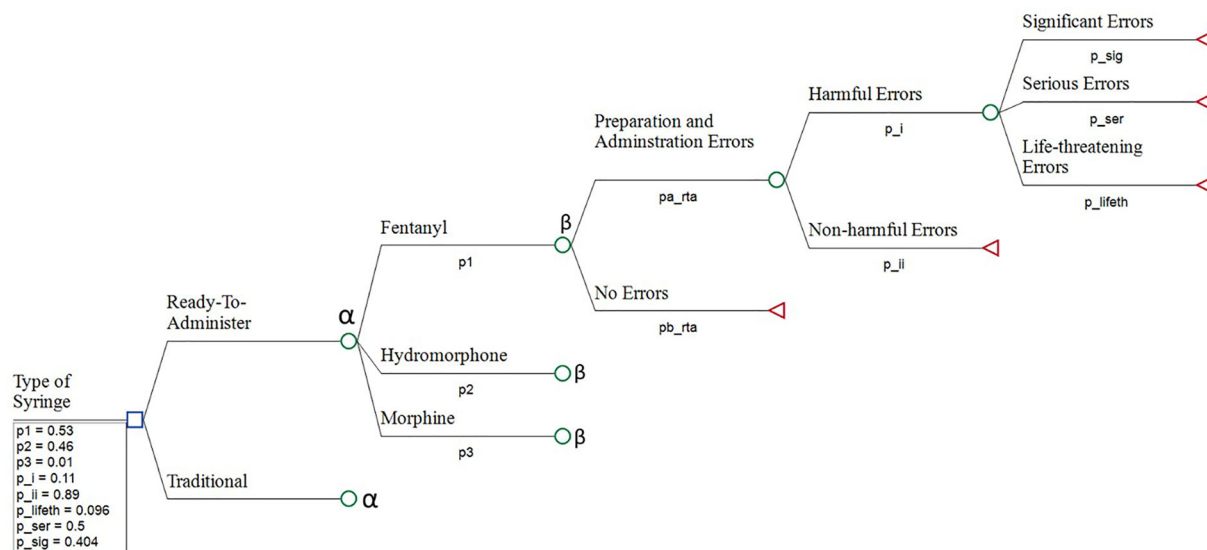 Significant Errors
p_sig
Serious Errors
p_ser
Life-threatening
Errors
p_lifeth
Harmful Errors
p_i
Non-harmful Errors
p_ii
Preparation and
Adminstration Errors
pa_rta
No Errors
pb_rta
Fentanyl
p1
β
Hydromorphone
p2
β
Morphine
p3
β
Ready-To-
Administer
α
Traditional
α
Type of
Syringe
p1 = 0.53
p2 = 0.46
p3 = 0.01
p_i = 0.11
p_ii = 0.89
p_lifeth = 0.096
p_ser = 0.5
p_sig = 0.404